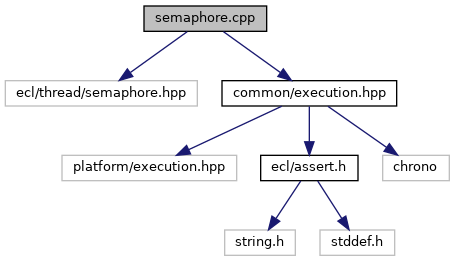 semaphore.cpp
ecl/thread/semaphore.hpp
common/execution.hpp
platform/execution.hpp
ecl/assert.h
chrono
string.h
stddef.h